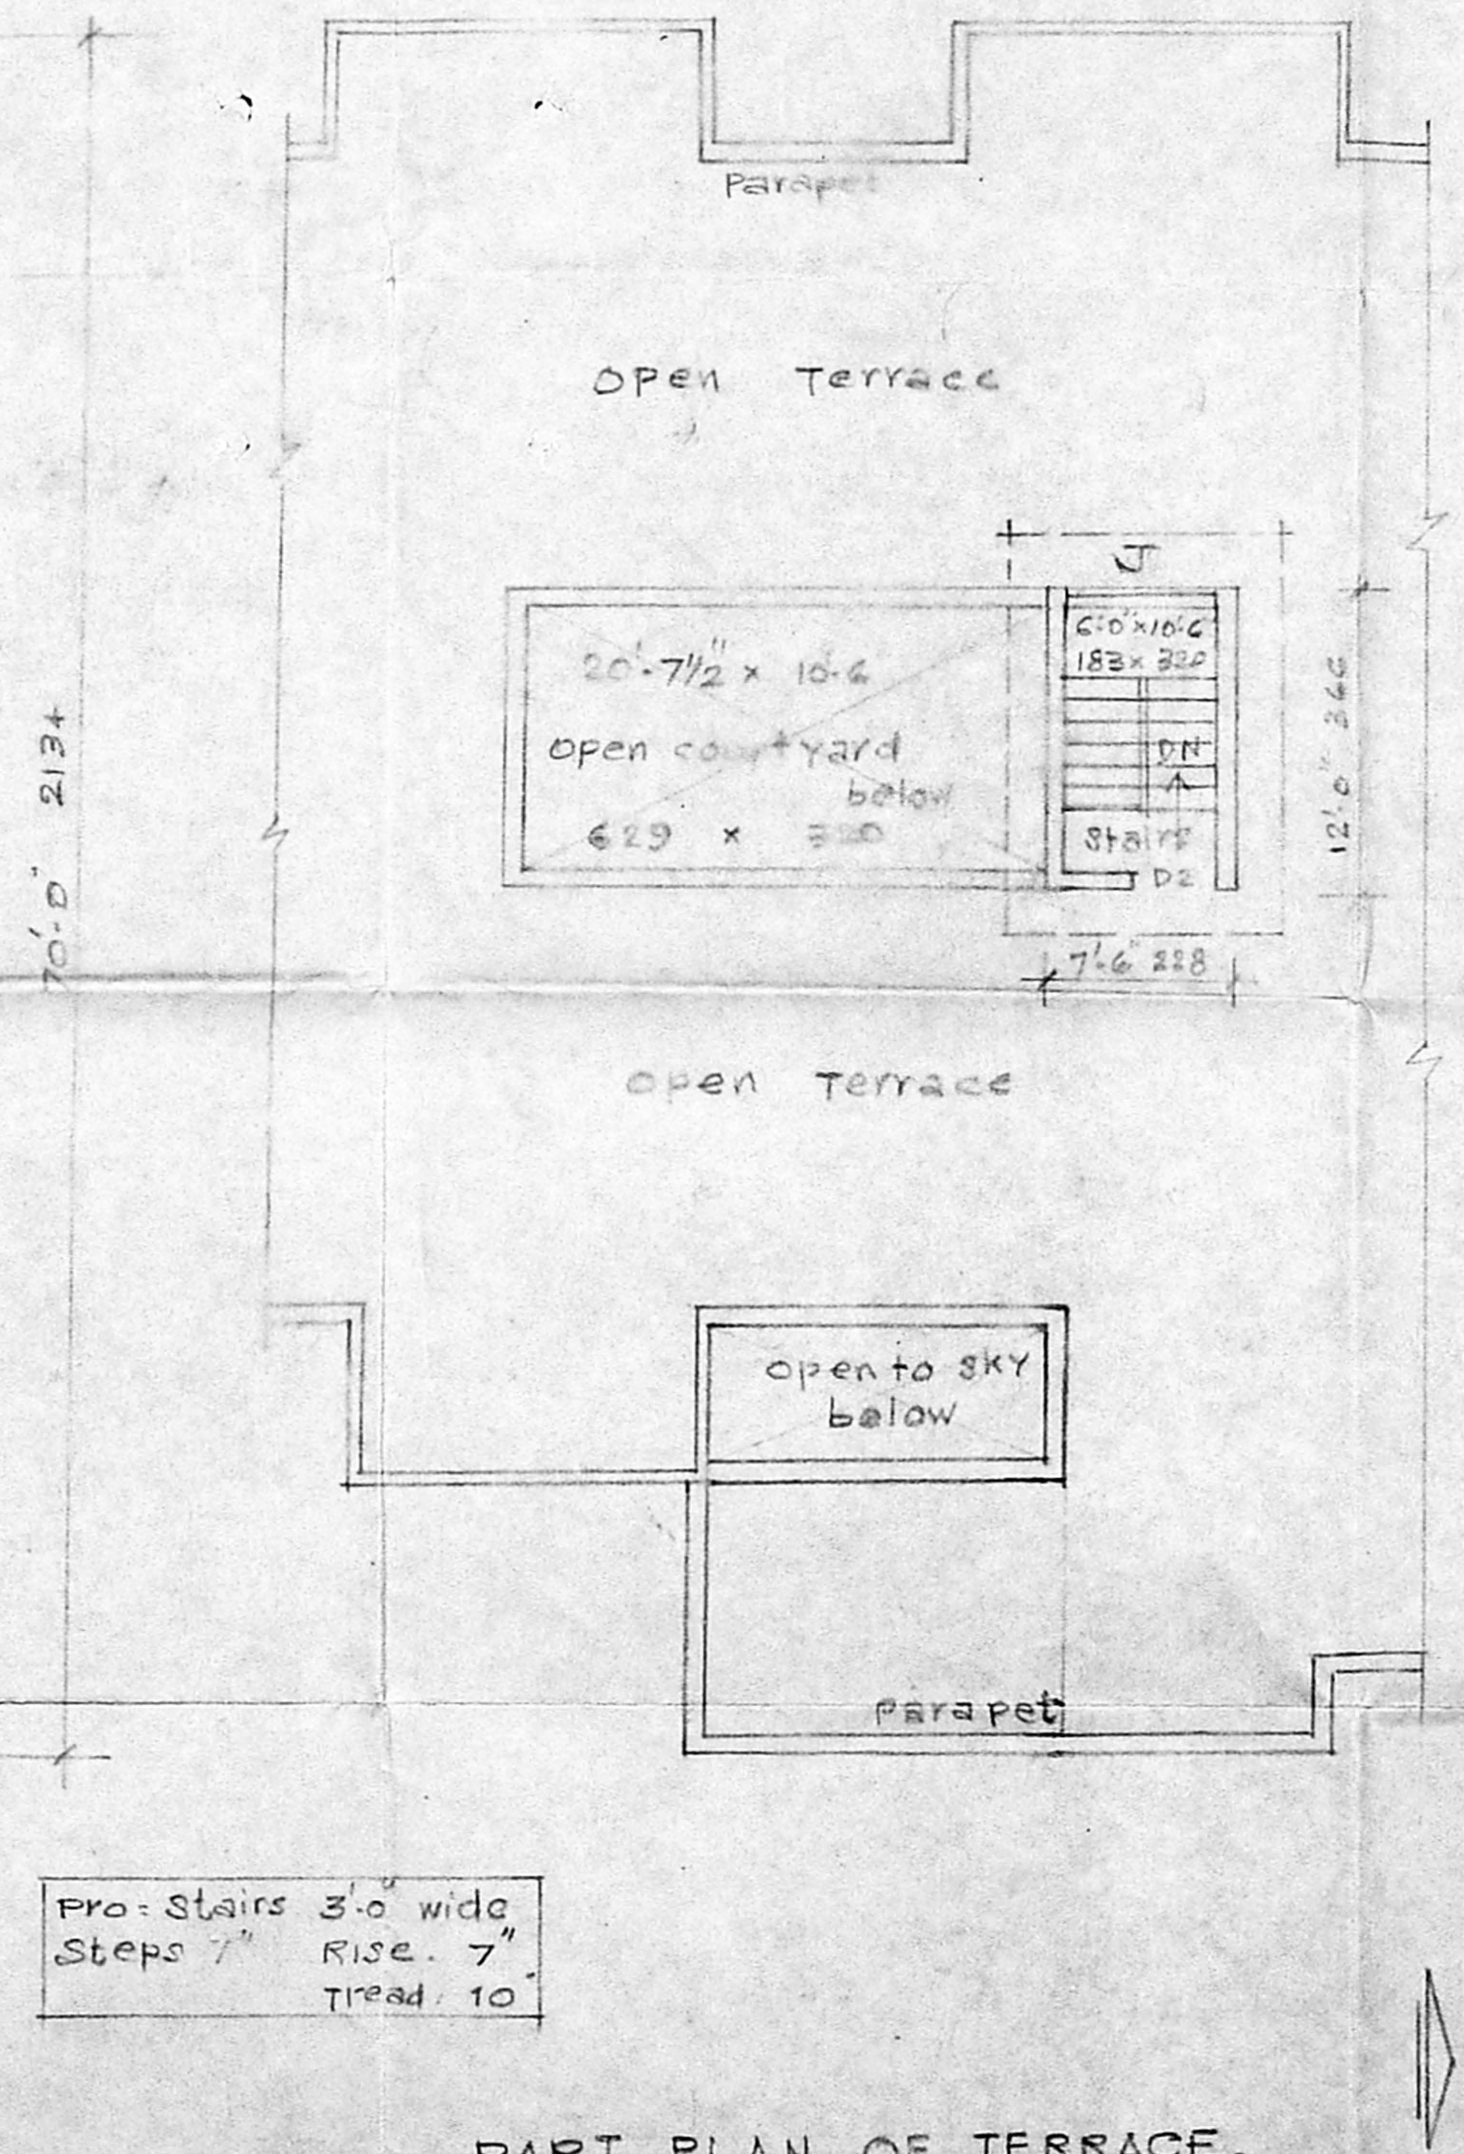 Parapet
Open Terrace
J
6'-0"x10'-6
183x 320
20'-7½" x 10'-6
Open courtyard
below
629 x 320
DN
Stairs
D2
12'-0" 366
7'-6" 228
70'-0" 2134
Open Terrace
Open to SKY
below
Parapet
Pro= Stairs 3'-0" wide
Steps 7" Rise. 7"
Tread. 10"
PART PLAN OF TERRACE.